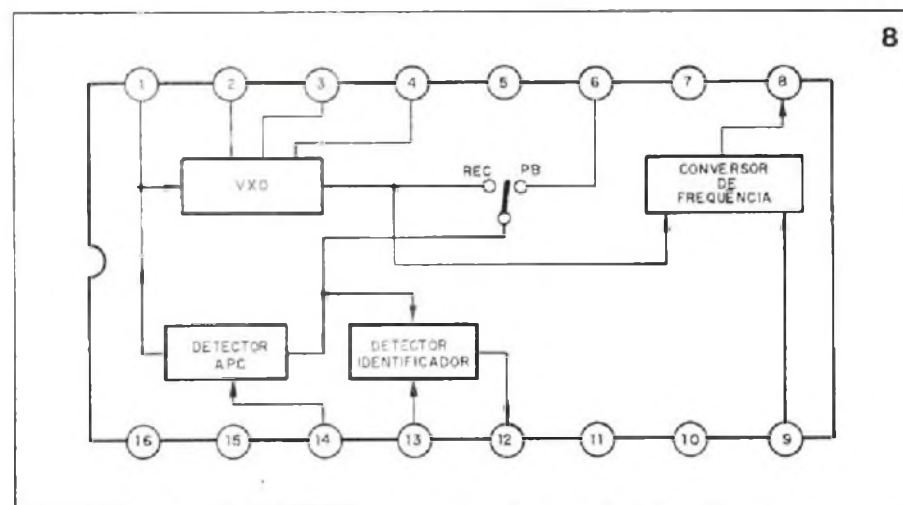 8
1 2 3 4 5 6 7 8
REC PB
VXO
CONVERSOR
DE
FREQUÊNCIA
DETECTOR
APC
DETECTOR
IDENTIFICADOR
16 15 14 13 12 11 10 9